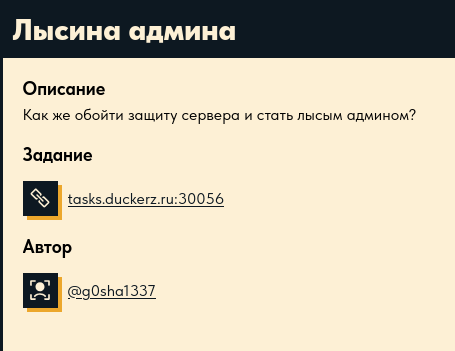 Лысина админа
Описание
Как же обойти защиту сервера и стать лысым админом?
Задание
tasks.duckerz.ru:30056
Автор
@g0sha1337